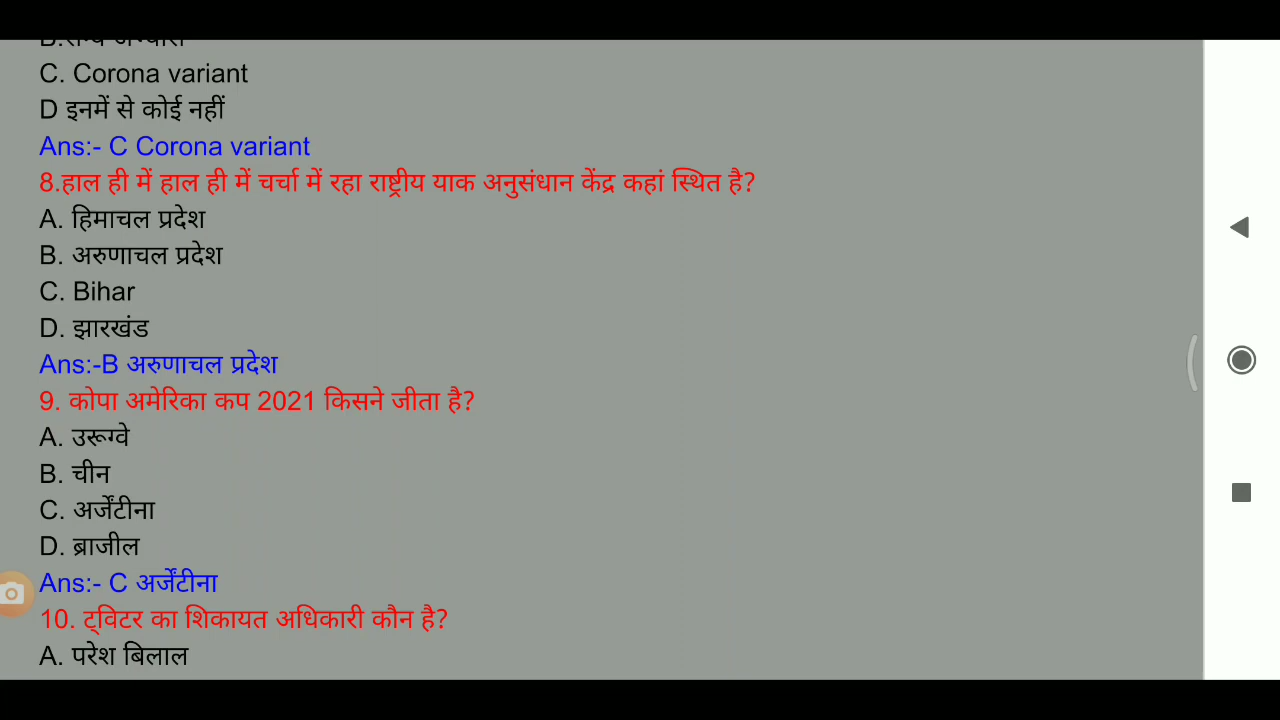 C. Corona variant
D इनमें से कोई नहीं
Ans:- C Corona variant
8.हाल ही में हाल ही में चर्चा में रहा राष्ट्रीय याक अनुसंधान केंद्र कहां स्थित है?
A. हिमाचल प्रदेश
B. अरुणाचल प्रदेश
C. Bihar
D. झारखंड
Ans:-B अरुणाचल प्रदेश
9. कोपा अमेरिका कप 2021 किसने जीता है?
A. उरूग्वे
B. चीन
C. अर्जेंटीना
D. ब्राजील
Ans:- C अर्जेंटीना
10. ट्विटर का शिकायत अधिकारी कौन है?
A. परेश बिलाल